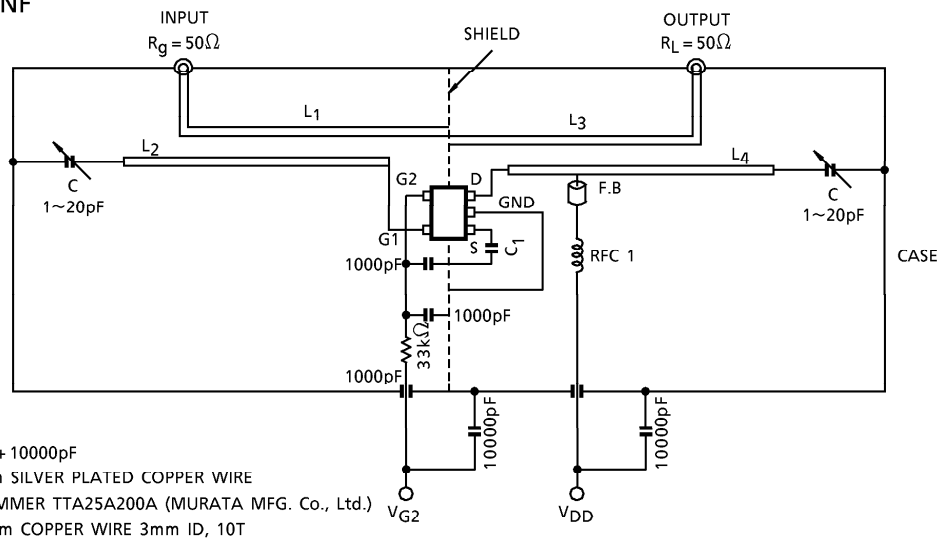 NF
INPUT
Rg = 50Ω
SHIELD
OUTPUT
RL = 50Ω
L1
L3
L2
L4
C
1~20pF
G2
D
F.B
C
1~20pF
GND
G1
S
C1
1000pF
RFC 1
CASE
1000pF
33kΩ
1000pF
10000pF
10000pF
+ 10000pF
SILVER PLATED COPPER WIRE
MMER TTA25A200A (MURATA MFG. Co., Ltd.)
VG2
VDD
m COPPER WIRE 3mm ID, 10T